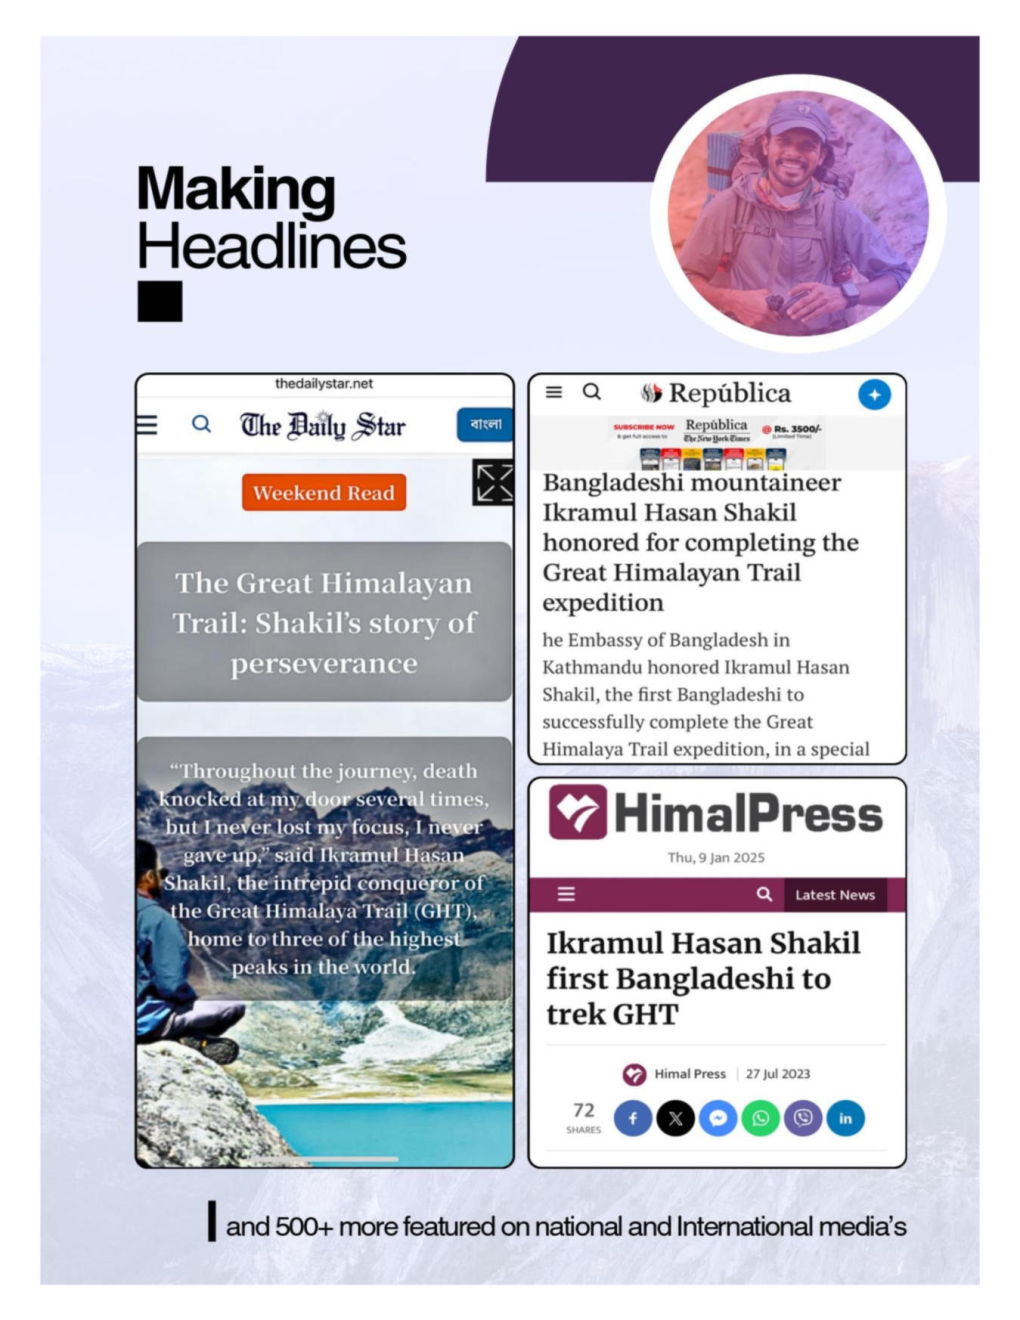 Making
Headlines
thedailystar.net
The Daily Star
বাংলা
Weekend Read
The Great Himalayan
Trail: Shakil's story of
perseverance
"Throughout the journey, death
knocked at my door several times,
but I never lost my focus, I never
gave up," said Ikramul Hasan
Shakil, the intrepid conqueror of
the Great Himalaya Trail (GHT),
home to three of the highest
peaks in the world.
República
SUBSCRIBE NOW
& get full access to
República
The New York Times
@ Rs. 3500/-
(Limited Time)
Bangladeshi mountaineer
Ikramul Hasan Shakil
honored for completing the
Great Himalayan Trail
expedition
he Embassy of Bangladesh in
Kathmandu honored Ikramul Hasan
Shakil, the first Bangladeshi to
successfully complete the Great
Himalaya Trail expedition, in a special
HimalPress
Thu, 9 Jan 2025
Latest News
Ikramul Hasan Shakil
first Bangladeshi to
trek GHT
Himal Press | 27 Jul 2023
72
SHARES
and 500+ more featured on national and International media's